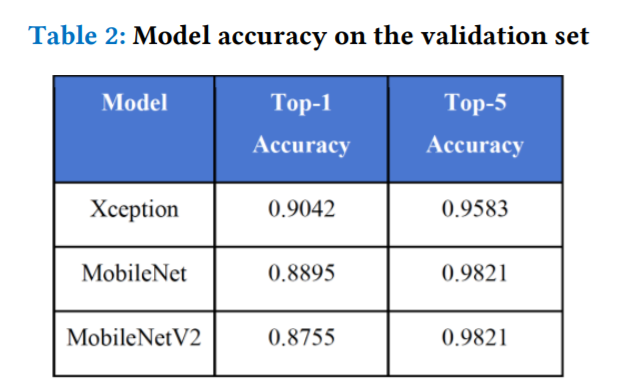 Table 2: Model accuracy on the validation set
Model Top-1 Accuracy Top-5 Accuracy
Xception 0.9042 0.9583
MobileNet 0.8895 0.9821
MobileNetV2 0.8755 0.9821